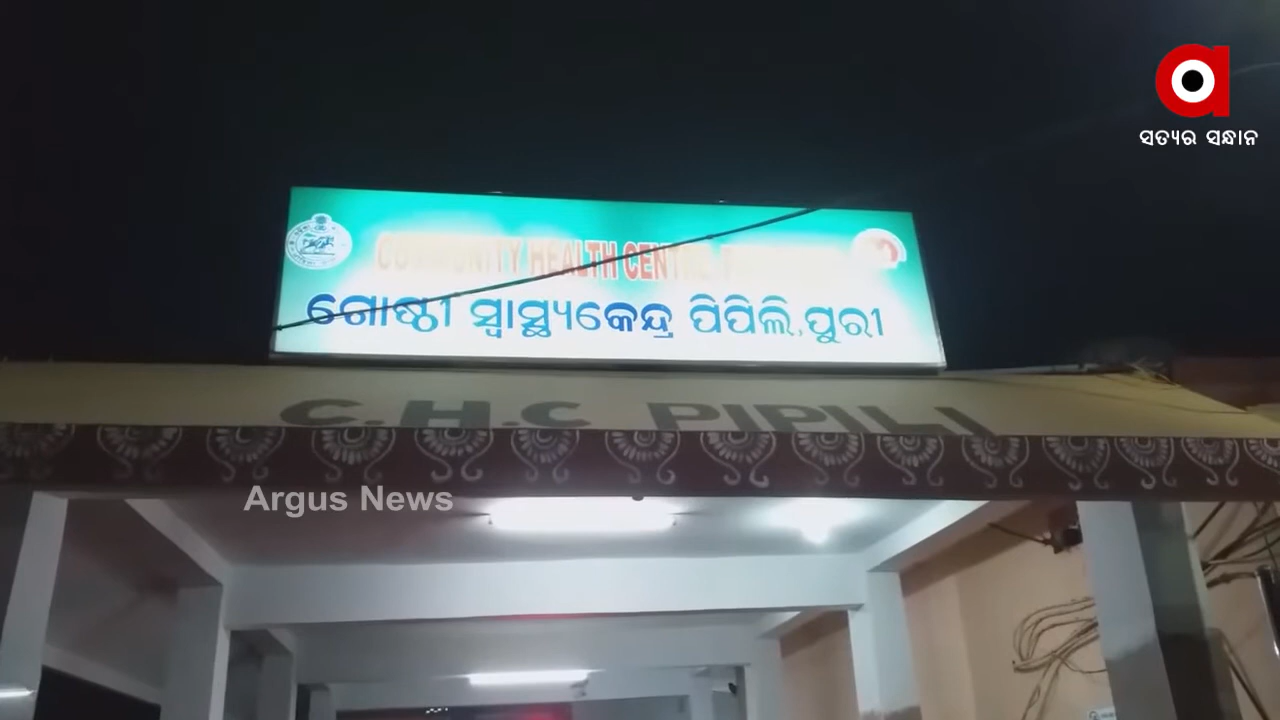 ସତ୍ୟର ସନ୍ଧାନ
COMMUNITY HEALTH CENTRE
ଗୋଷ୍ଠୀ ସ୍ୱାସ୍ଥ୍ୟକେନ୍ଦ୍ର ପିପିଲି,ପୁରୀ
C.H.C PIPILI
Argus News